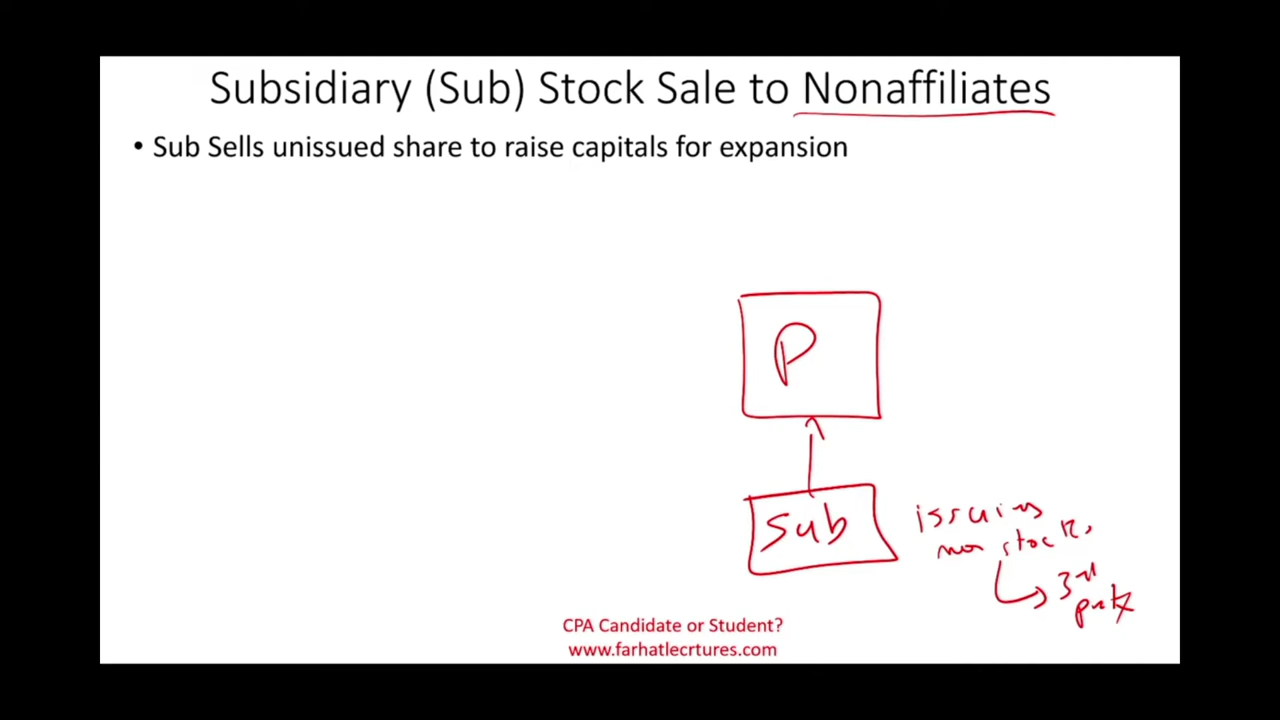 Subsidiary (Sub) Stock Sale to Nonaffiliates
• Sub Sells unissued share to raise capitals for expansion
P
Sub
issuing
stock
3rd
party
CPA Candidate or Student?
www.farhatlecrtures.com